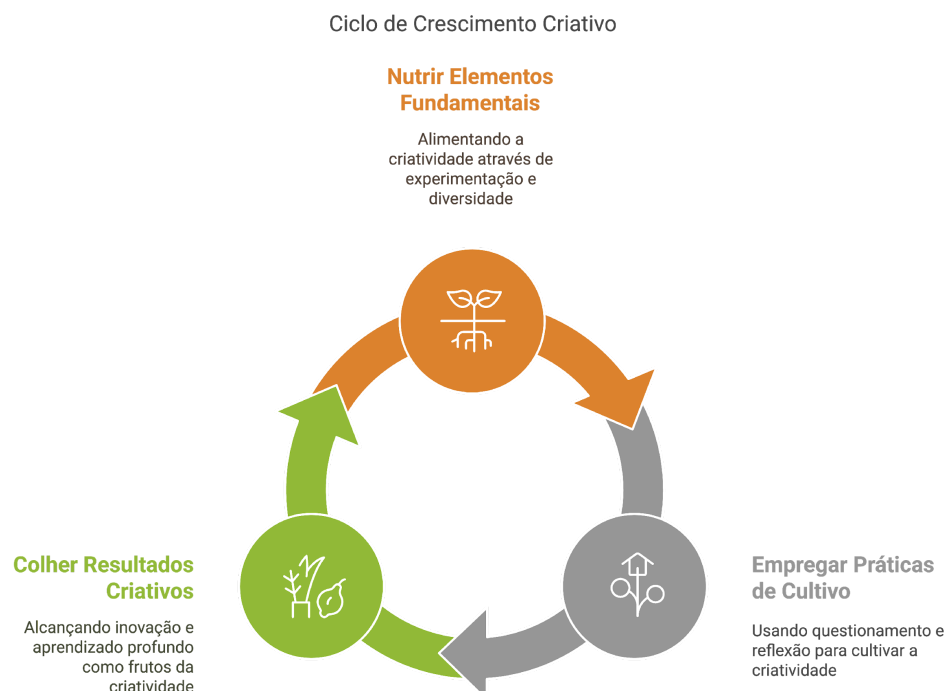 Ciclo de Crescimento Criativo
Nutrir Elementos
Fundamentais
Alimentando a
criatividade através de
experimentação e
diversidade
Colher Resultados
Criativos
Alcançando inovação e
aprendizado profundo
como frutos da
criatividade
Empregar Práticas
de Cultivo
Usando questionamento e
reflexão para cultivar a
criatividade